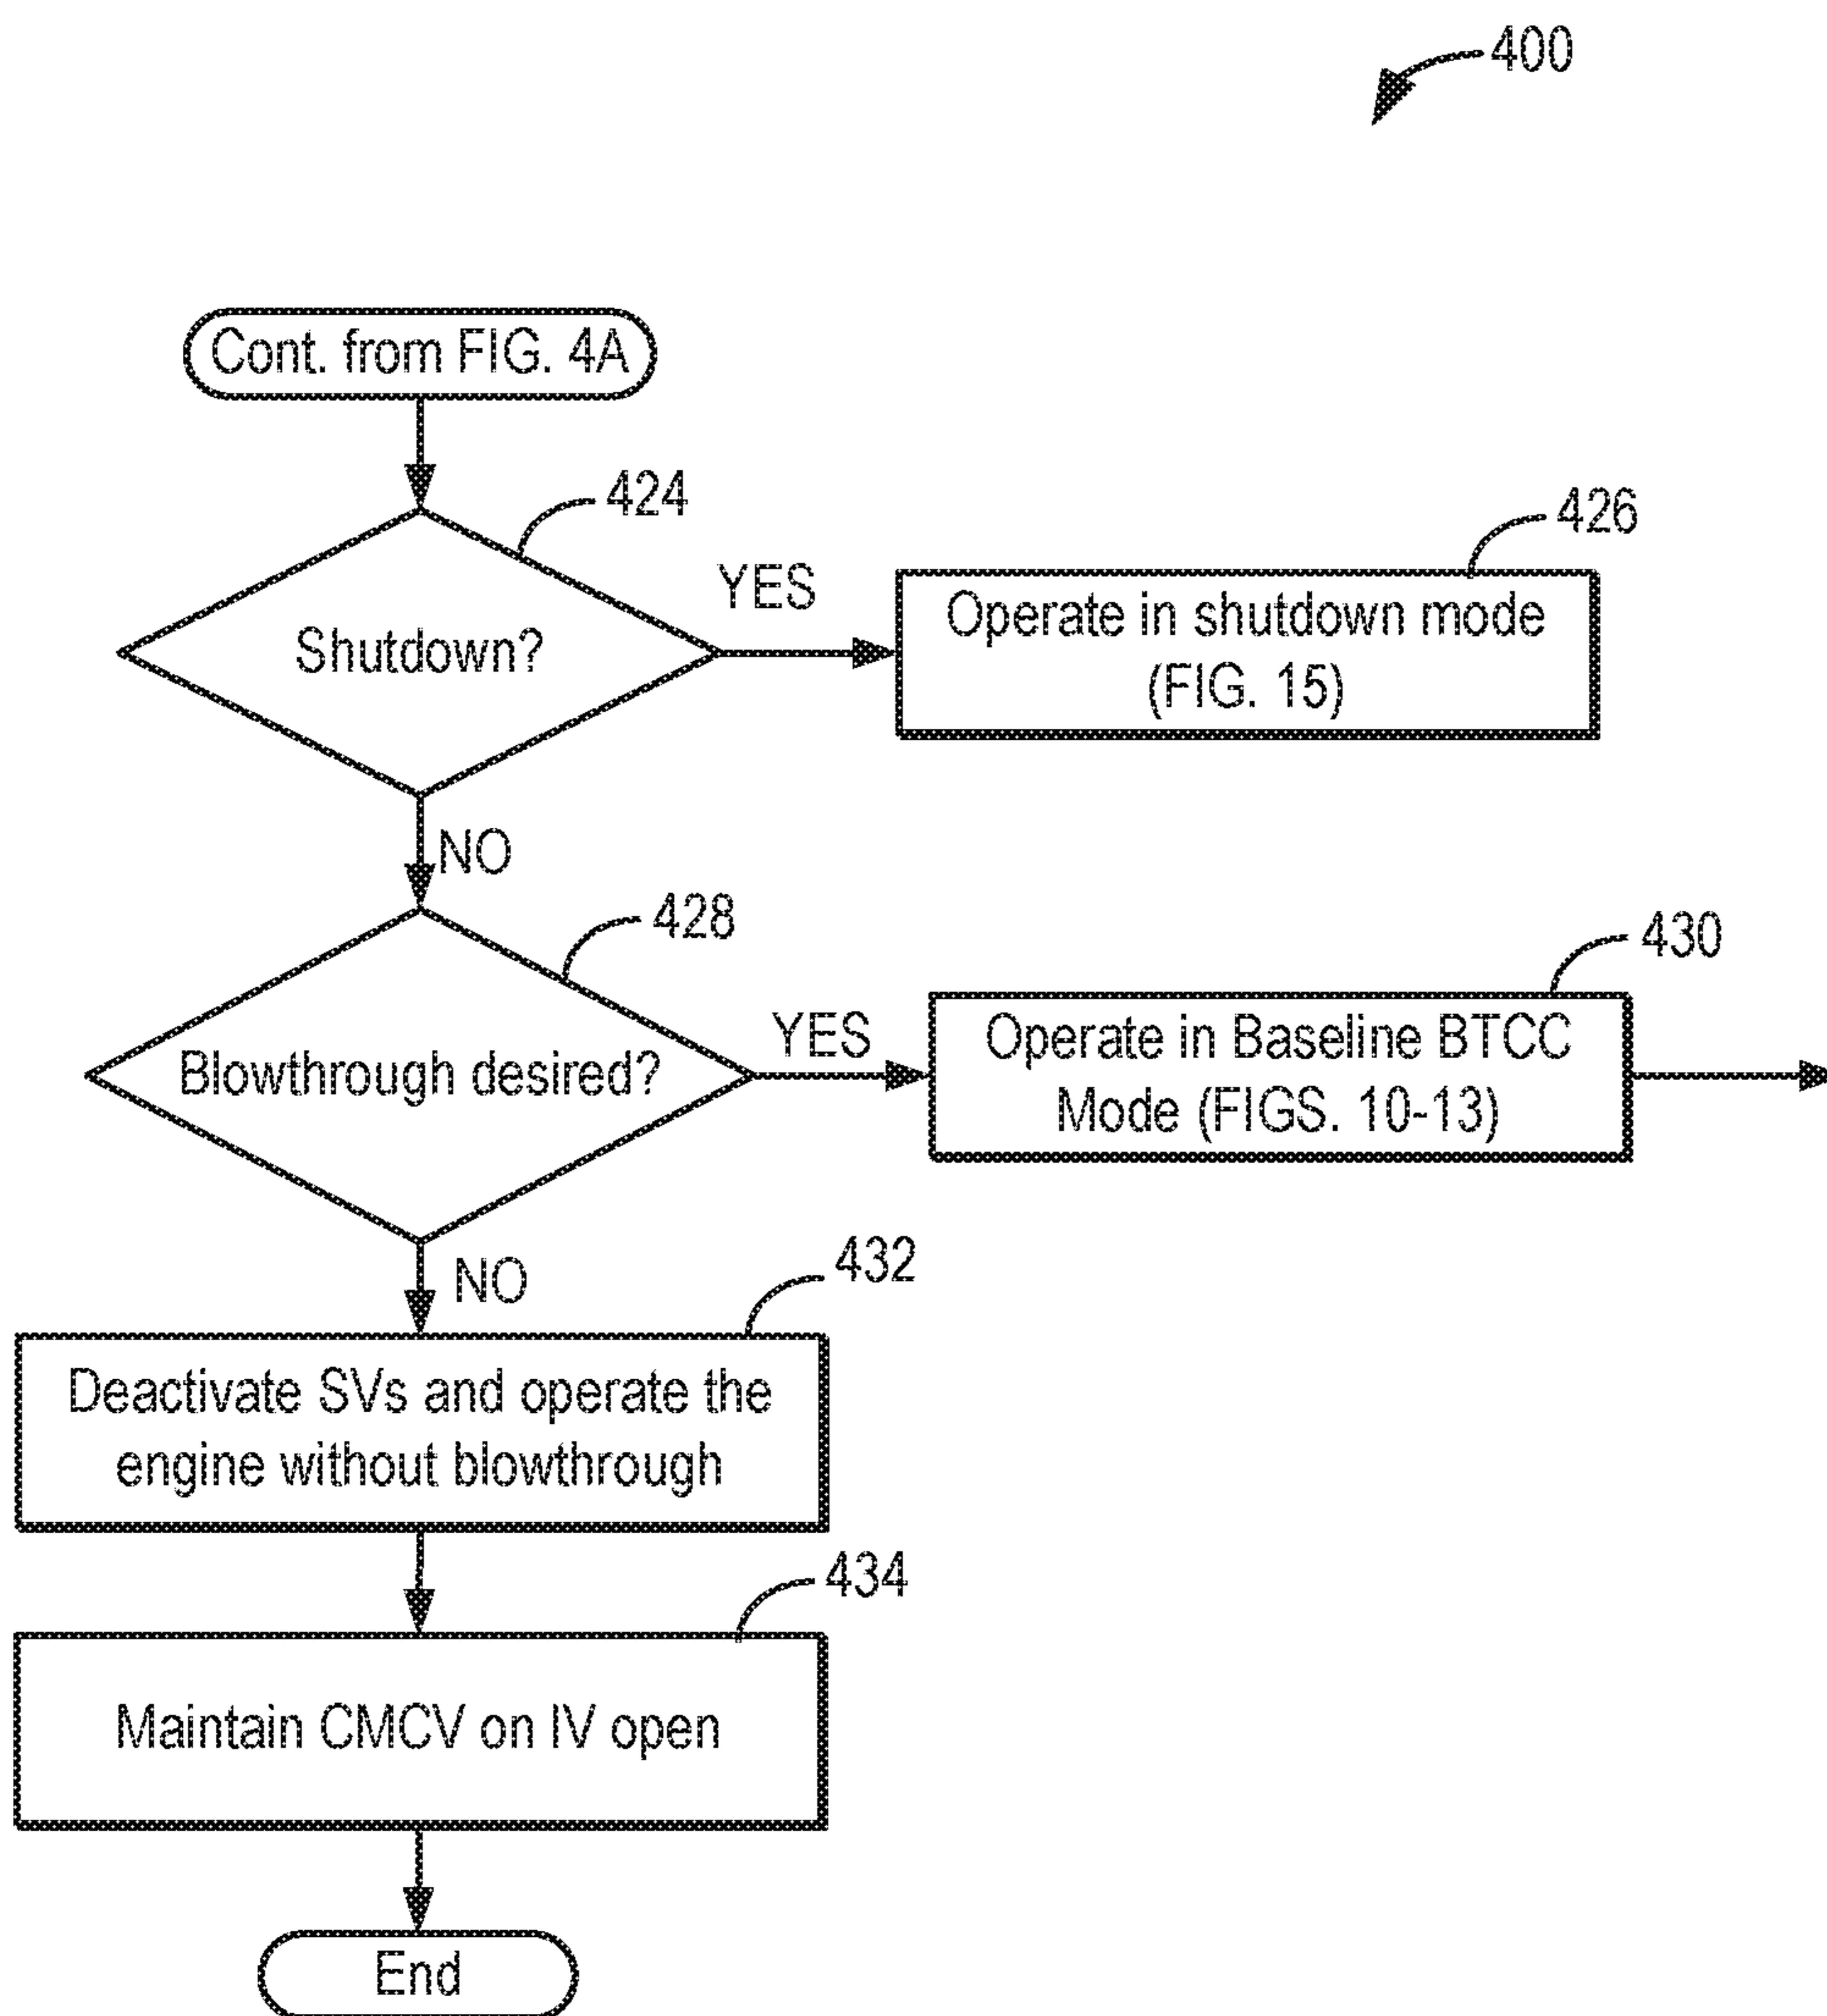 400
Cont. from FIG. 4A
424
Shutdown?
YES
426
Operate in shutdown mode
(FIG. 15)
NO
428
Blowthrough desired?
YES
430
Operate in Baseline BTCC
Mode (FIGS. 10-13)
NO
432
Deactivate SVs and operate the
engine without blowthrough
434
Maintain CMCV on IV open
End